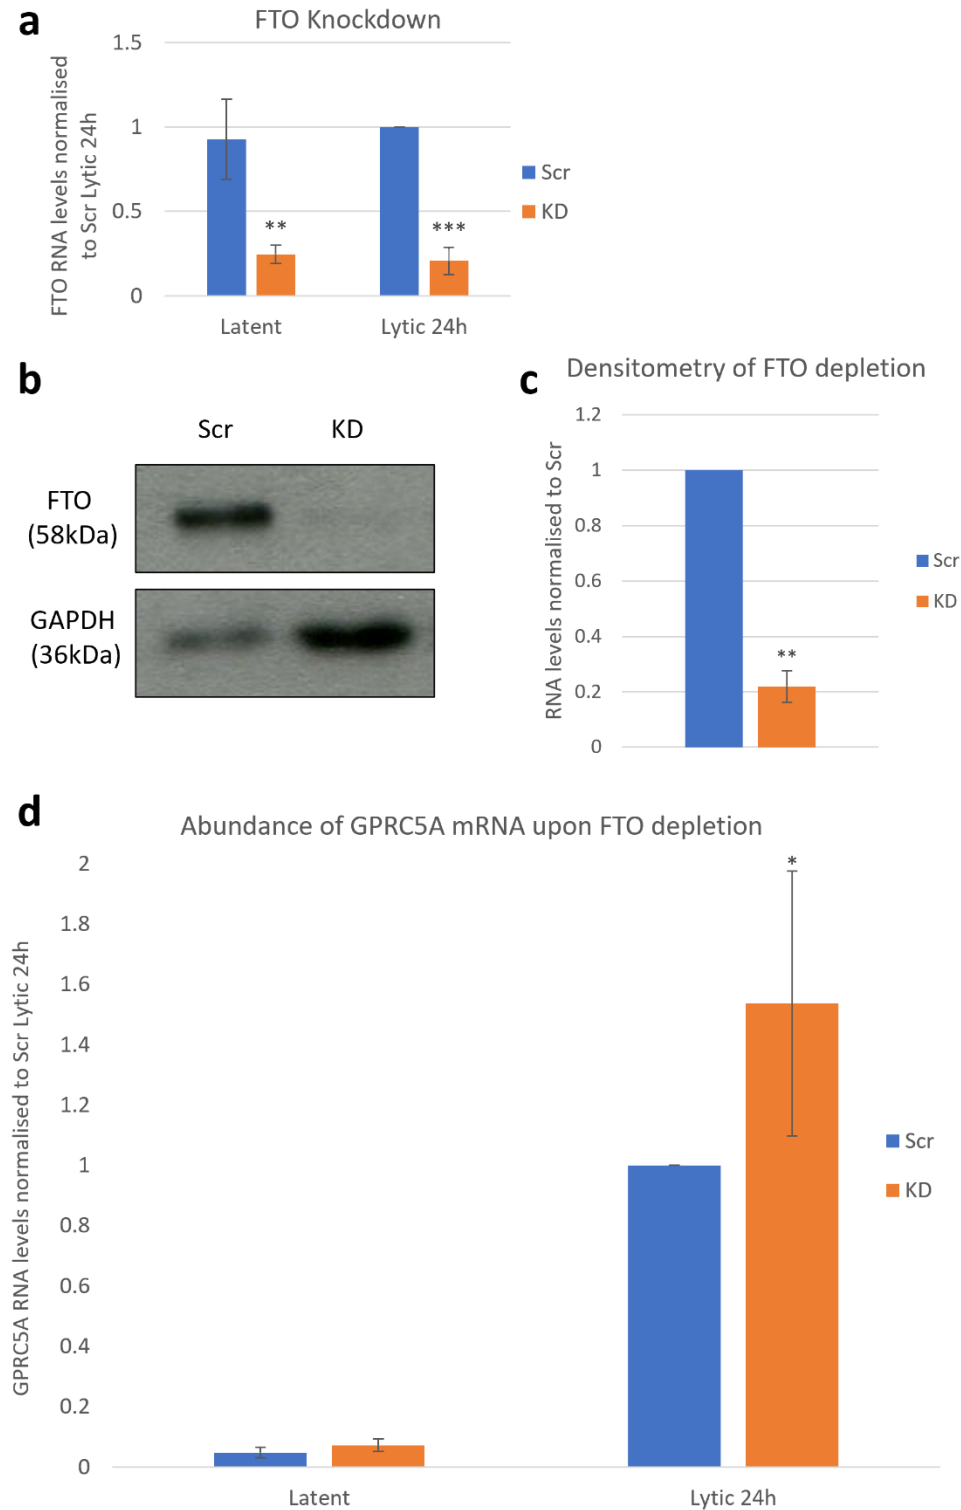 a
FTO Knockdown
FTO RNA levels normalised
to Scr Lytic 24h
1.5
1
0.5
0
**
***
Latent
Lytic 24h
Scr
KD
b
Scr
KD
FTO
(58kDa)
GAPDH
(36kDa)
c
Densitometry of FTO depletion
RNA levels normalised to Scr
1.2
1
0.8
0.6
0.4
0.2
0
**
Scr
KD
d
Abundance of GPRC5A mRNA upon FTO depletion
GPRC5A RNA levels normalised to Scr Lytic 24h
2
1.8
1.6
1.4
1.2
1
0.8
0.6
0.4
0.2
0
*
Latent
Lytic 24h
Scr
KD